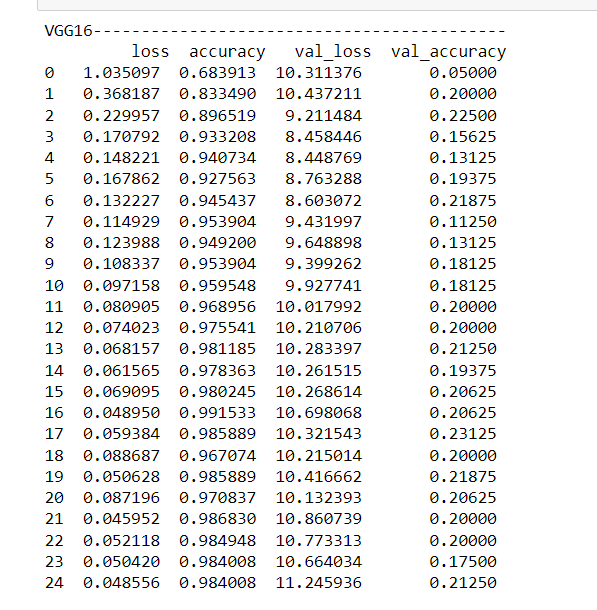 VGG16-----------------------------------------
loss accuracy val_loss val_accuracy
0 1.035097 0.683913 10.311376 0.05000
1 0.368187 0.833490 10.437211 0.20000
2 0.229957 0.896519 9.211484 0.22500
3 0.170792 0.933208 8.458446 0.15625
4 0.148221 0.940734 8.448769 0.13125
5 0.167862 0.927563 8.763288 0.19375
6 0.132227 0.945437 8.603072 0.21875
7 0.114929 0.953904 9.431997 0.11250
8 0.123988 0.949200 9.648898 0.13125
9 0.108337 0.953904 9.399262 0.18125
10 0.097158 0.959548 9.927741 0.18125
11 0.080905 0.968956 10.017992 0.20000
12 0.074023 0.975541 10.210706 0.20000
13 0.068157 0.981185 10.283397 0.21250
14 0.061565 0.978363 10.261515 0.19375
15 0.069095 0.980245 10.268614 0.20625
16 0.048950 0.991533 10.698068 0.20625
17 0.059384 0.985889 10.321543 0.23125
18 0.088687 0.967074 10.215014 0.20000
19 0.050628 0.985889 10.416662 0.21875
20 0.087196 0.970837 10.132393 0.20625
21 0.045952 0.986830 10.860739 0.20000
22 0.052118 0.984948 10.773313 0.20000
23 0.050420 0.984008 10.664034 0.17500
24 0.048556 0.984008 11.245936 0.21250